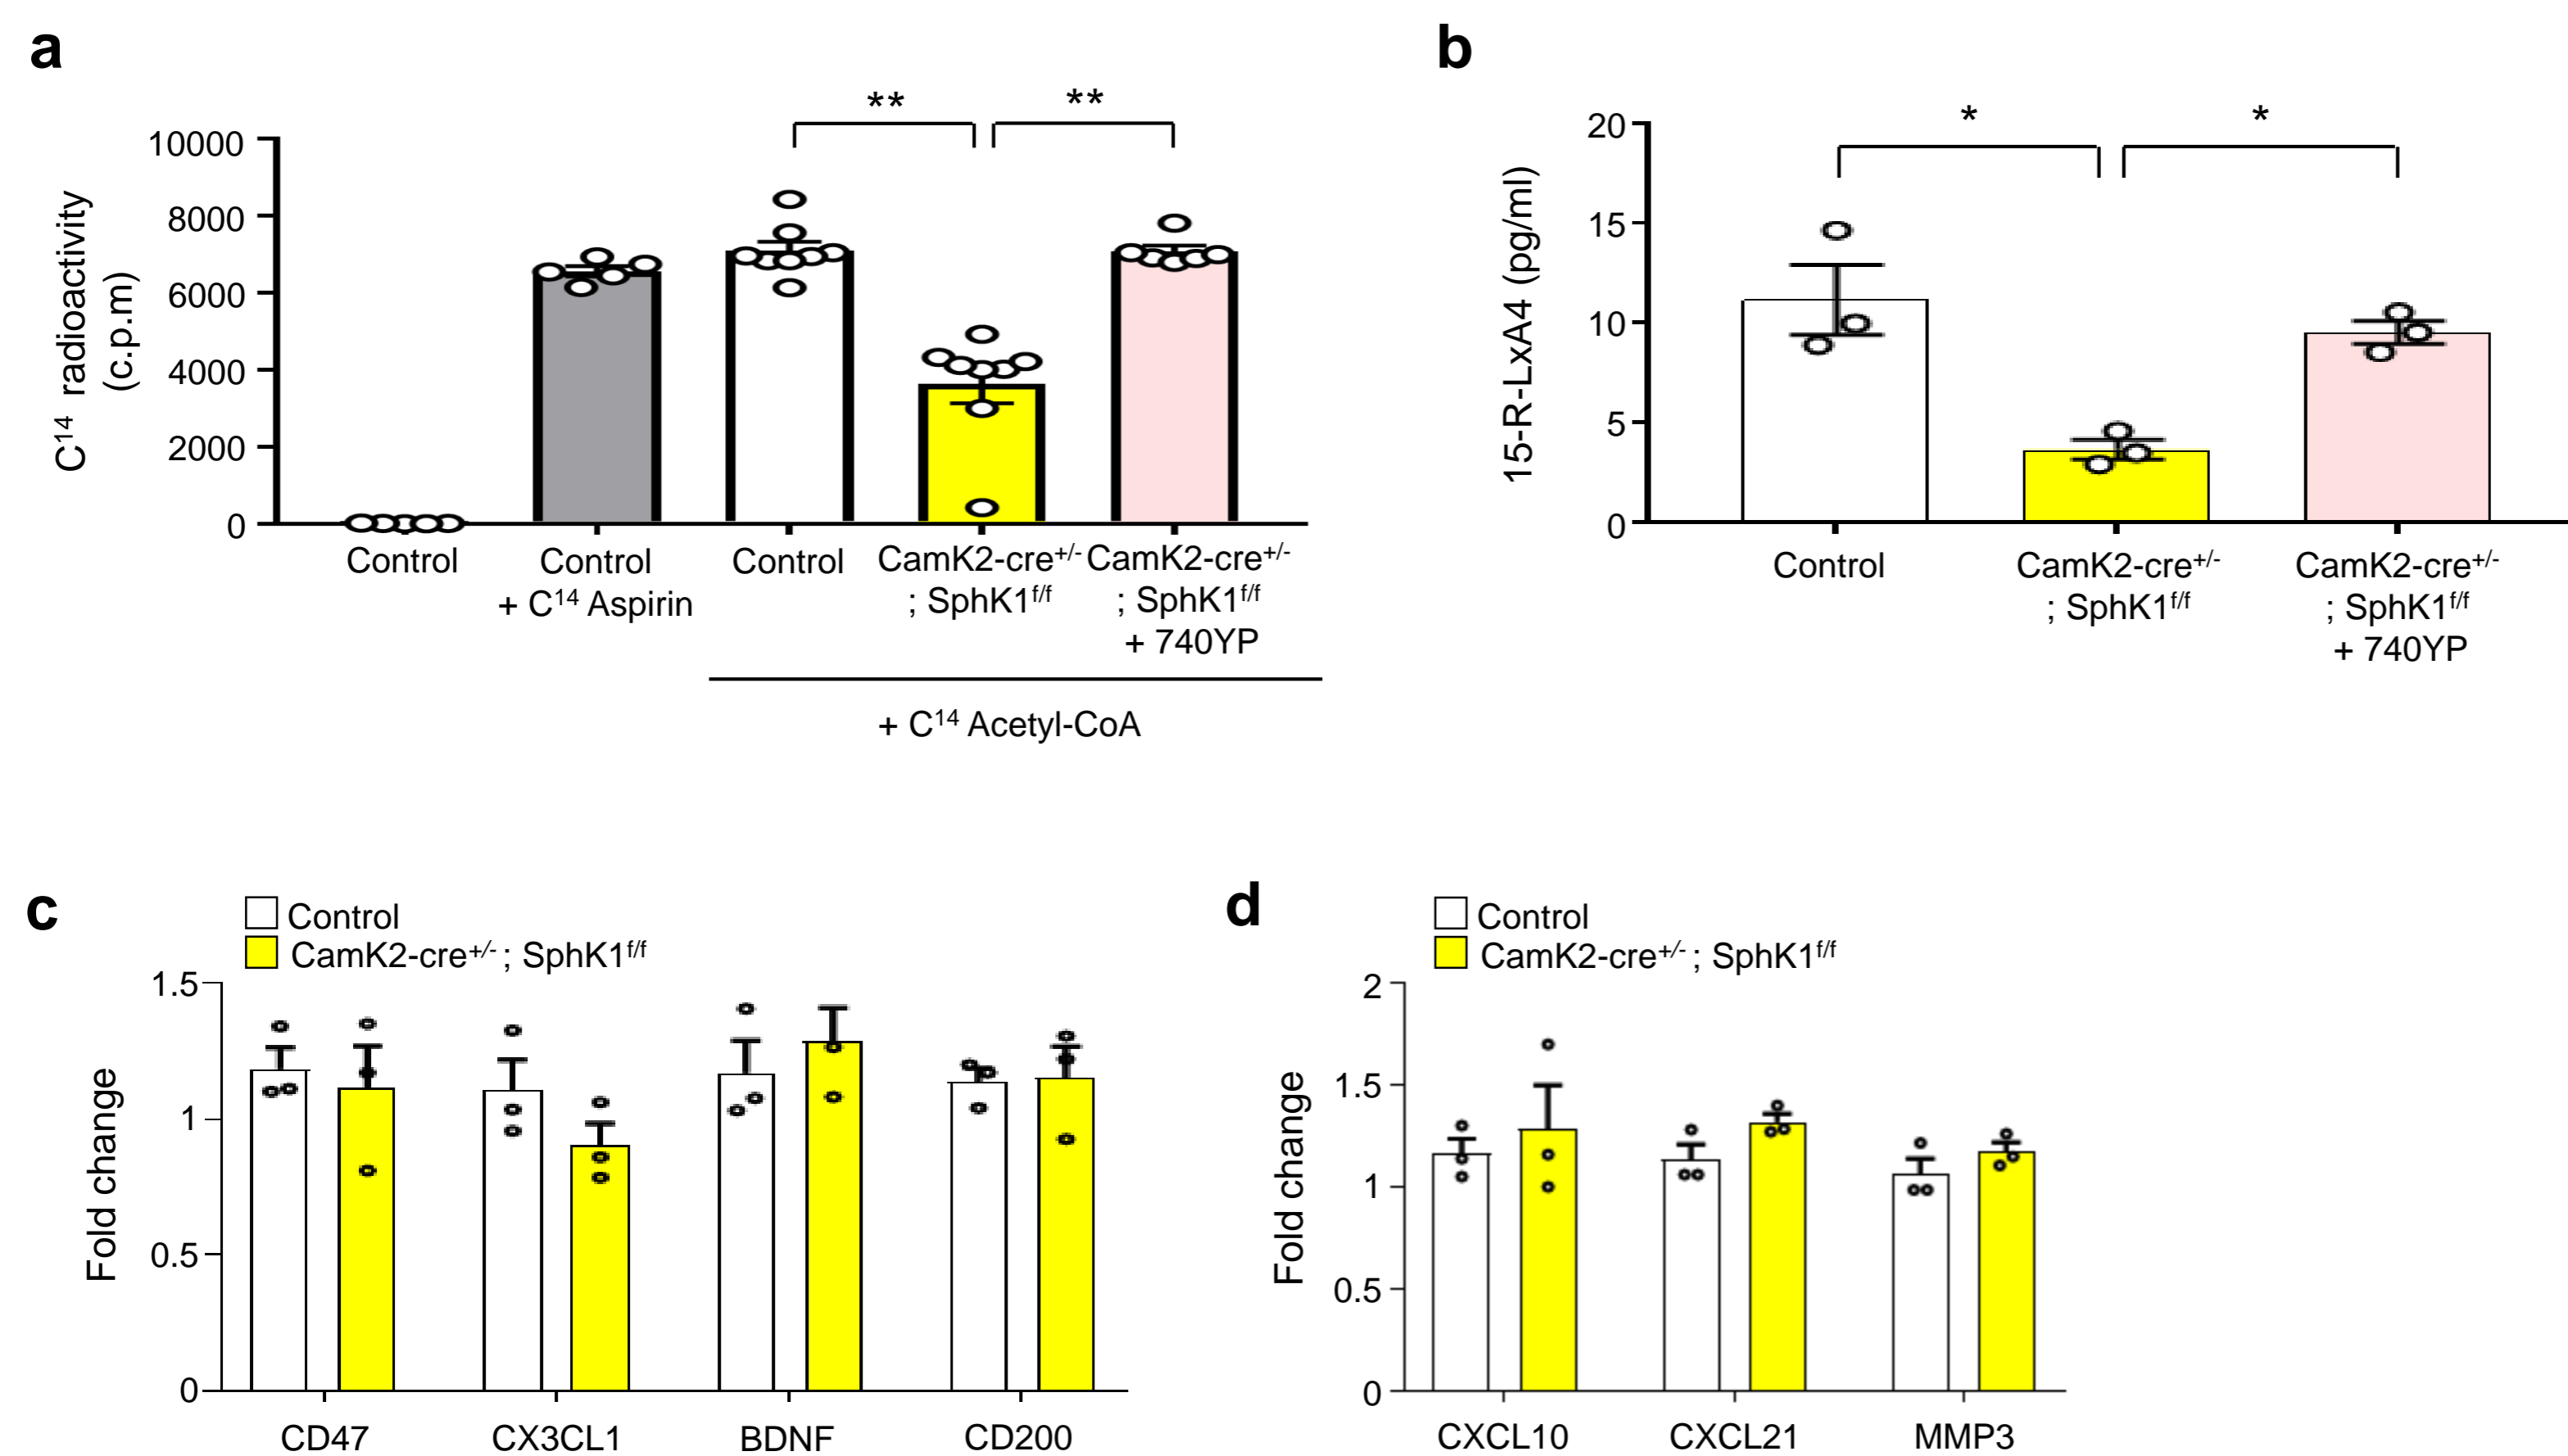 a
**
**
10000
8000
6000
4000
2000
0
C14 radioactivity
(c.p.m)
Control
Control
+ C14 Aspirin
Control
CamK2-cre+/-
; SphK1f/f
CamK2-cre+/-
; SphK1f/f
+ 740YP
+ C14 Acetyl-CoA
b
*
*
20
15
10
5
0
15-R-LxA4 (pg/ml)
Control
CamK2-cre+/-
; SphK1f/f
CamK2-cre+/-
; SphK1f/f
+ 740YP
c
Control
CamK2-cre+/- ; SphK1f/f
1.5
1
0.5
0
Fold change
CD47
CX3CL1
BDNF
CD200
d
Control
CamK2-cre+/- ; SphK1f/f
2
1.5
1
0.5
0
Fold change
CXCL10
CXCL21
MMP3